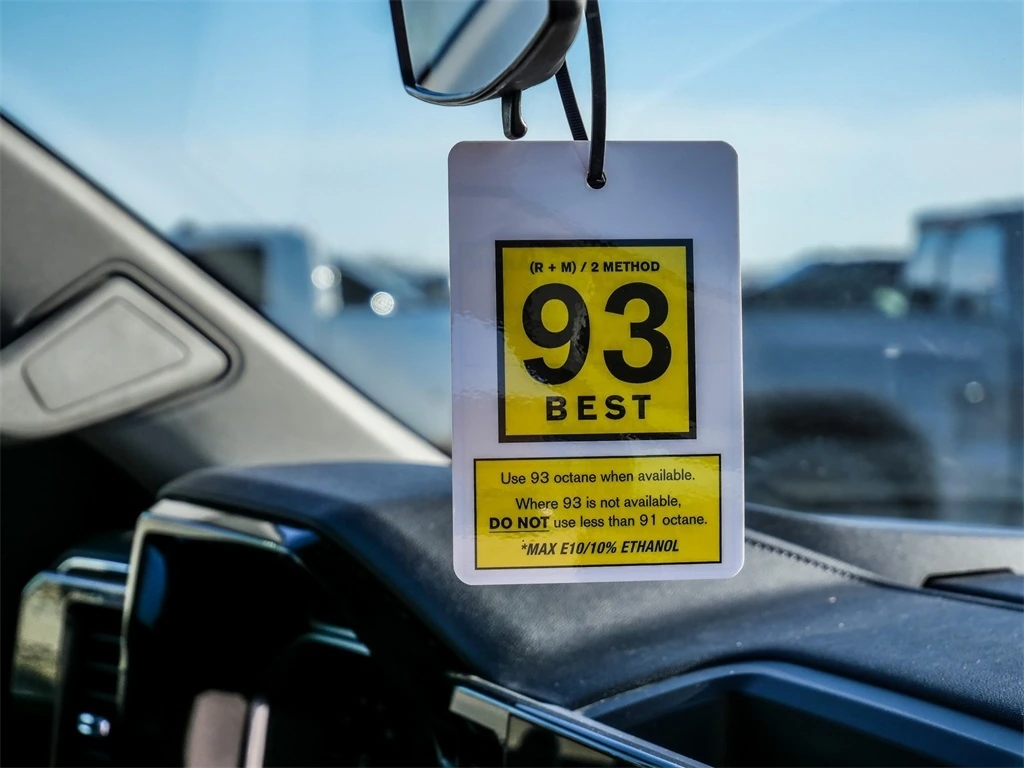 (R + M) / 2 METHOD
93
BEST
Use 93 octane when available.
Where 93 is not available,
DO NOT use less than 91 octane.
*MAX E10/10% ETHANOL